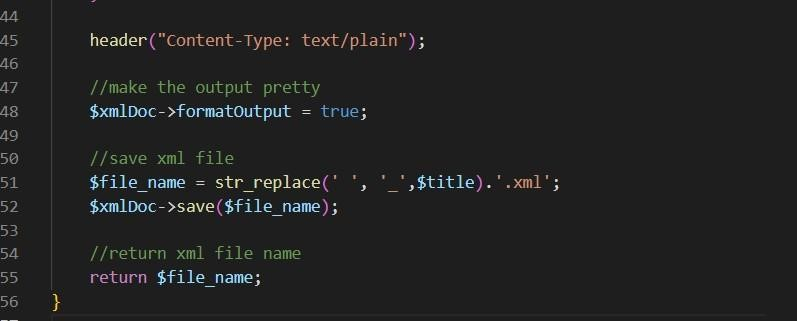 44
45 header("Content-Type: text/plain");
46
47 //make the output pretty
48 $xmlDoc->formatOutput = true;
49
50 //save xml file
51 $file_name = str_replace(' ', '_',$title).'.xml';
52 $xmlDoc->save($file_name);
53
54 //return xml file name
55 return $file_name;
56 }